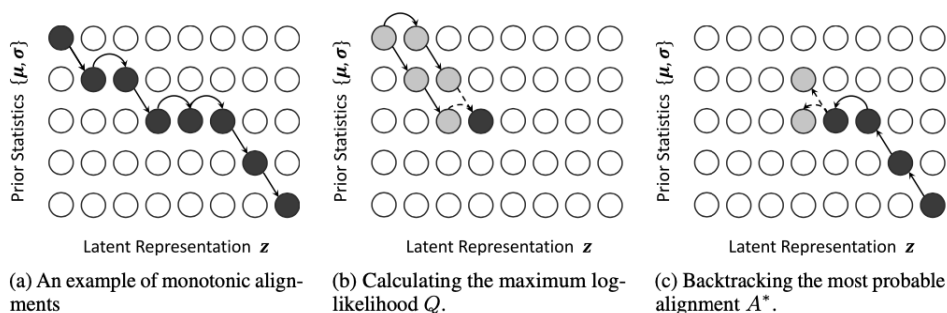 Prior Statistics {μ, σ}
Latent Representation z
(a) An example of monotonic align-
ments
Prior Statistics {μ, σ}
Latent Representation z
(b) Calculating the maximum log-
likelihood Q.
Prior Statistics {μ, σ}
Latent Representation z
(c) Backtracking the most probable
alignment A*.